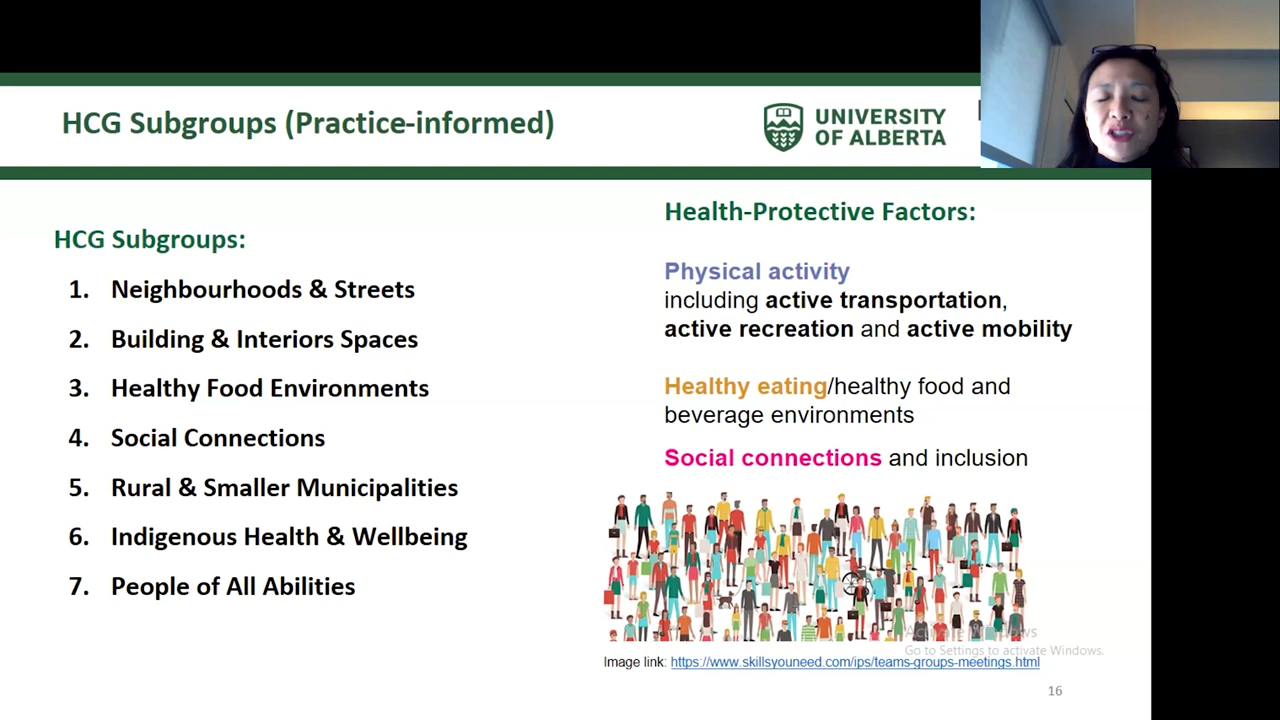 HCG Subgroups (Practice-informed)
UNIVERSITY
OF ALBERTA
HCG Subgroups:
1. Neighbourhoods & Streets
2. Building & Interiors Spaces
3. Healthy Food Environments
4. Social Connections
5. Rural & Smaller Municipalities
6. Indigenous Health & Wellbeing
7. People of All Abilities
Health-Protective Factors:
Physical activity
including active transportation,
active recreation and active mobility
Healthy eating/healthy food and
beverage environments
Social connections and inclusion
Activate Windows
Go to Settings to activate Windows.
Image link: https://www.skillsyouneed.com/ips/teams-groups-meetings.html
16